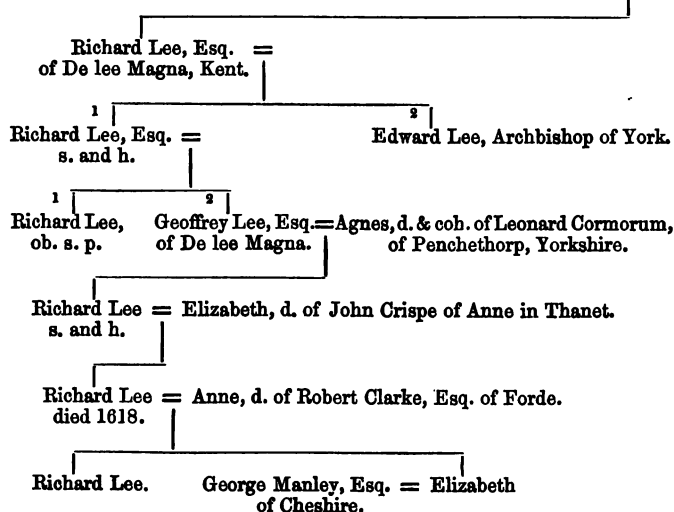 Richard Lee, Esq. =
of De lee Magna, Kent.
1 2
Richard Lee, Esq. = Edward Lee, Archbishop of York.
s. and h.
1 2
Richard Lee, Geoffrey Lee, Esq.=Agnes, d. & coh. of Leonard Cormorum,
ob. s. p. of De lee Magna. of Penchethorp, Yorkshire.
Richard Lee = Elizabeth, d. of John Crispe of Anne in Thanet.
s. and h.
Richard Lee = Anne, d. of Robert Clarke, Esq. of Forde.
died 1618.
Richard Lee. George Manley, Esq. = Elizabeth
of Cheshire.